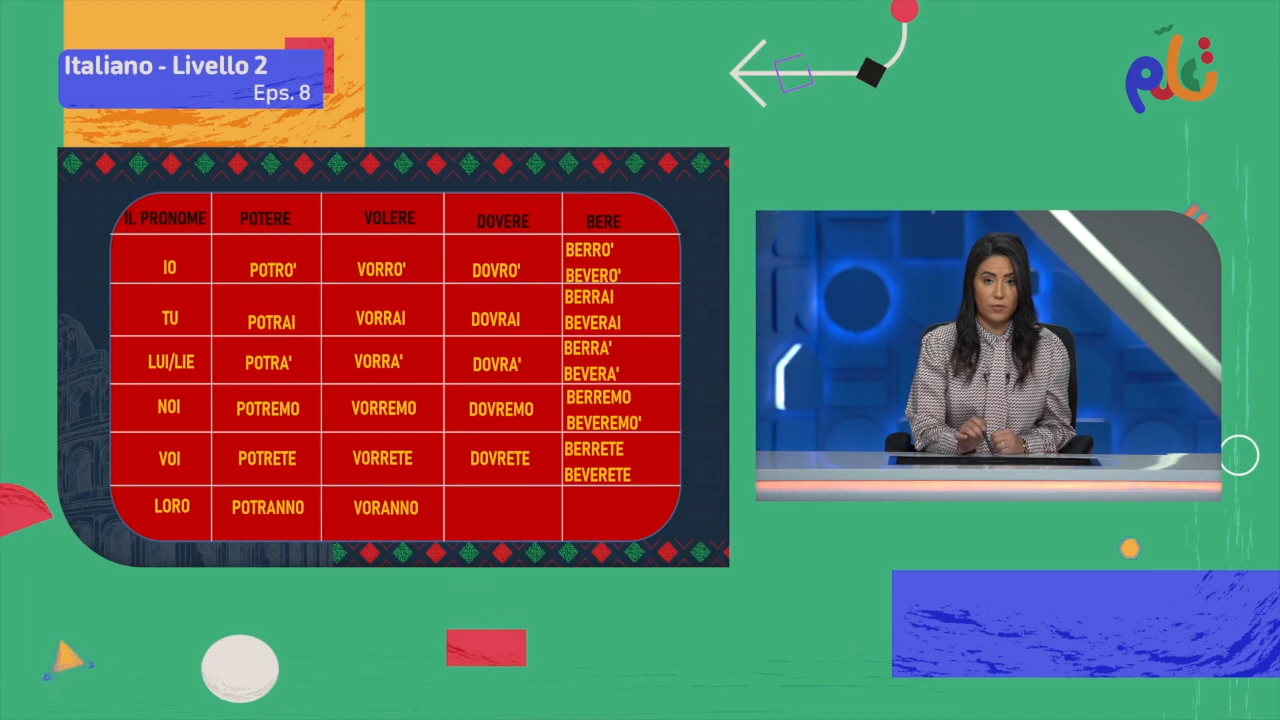 Italiano - Livello 2
Eps. 8
تكلم
IL PRONOME POTERE VOLERE DOVERE BERE
IO POTRO' VORRO' DOVRO' BERRO' BEVERO'
TU POTRAI VORRAI DOVRAI BERRAI BEVERAI
LUI/LIE POTRA' VORRA' DOVRA' BERRA' BEVERA'
NOI POTREMO VORREMO DOVREMO BERREMO BEVEREMO'
VOI POTRETE VORRETE DOVRETE BERRETE BEVERETE
LORO POTRANNO VORANNO